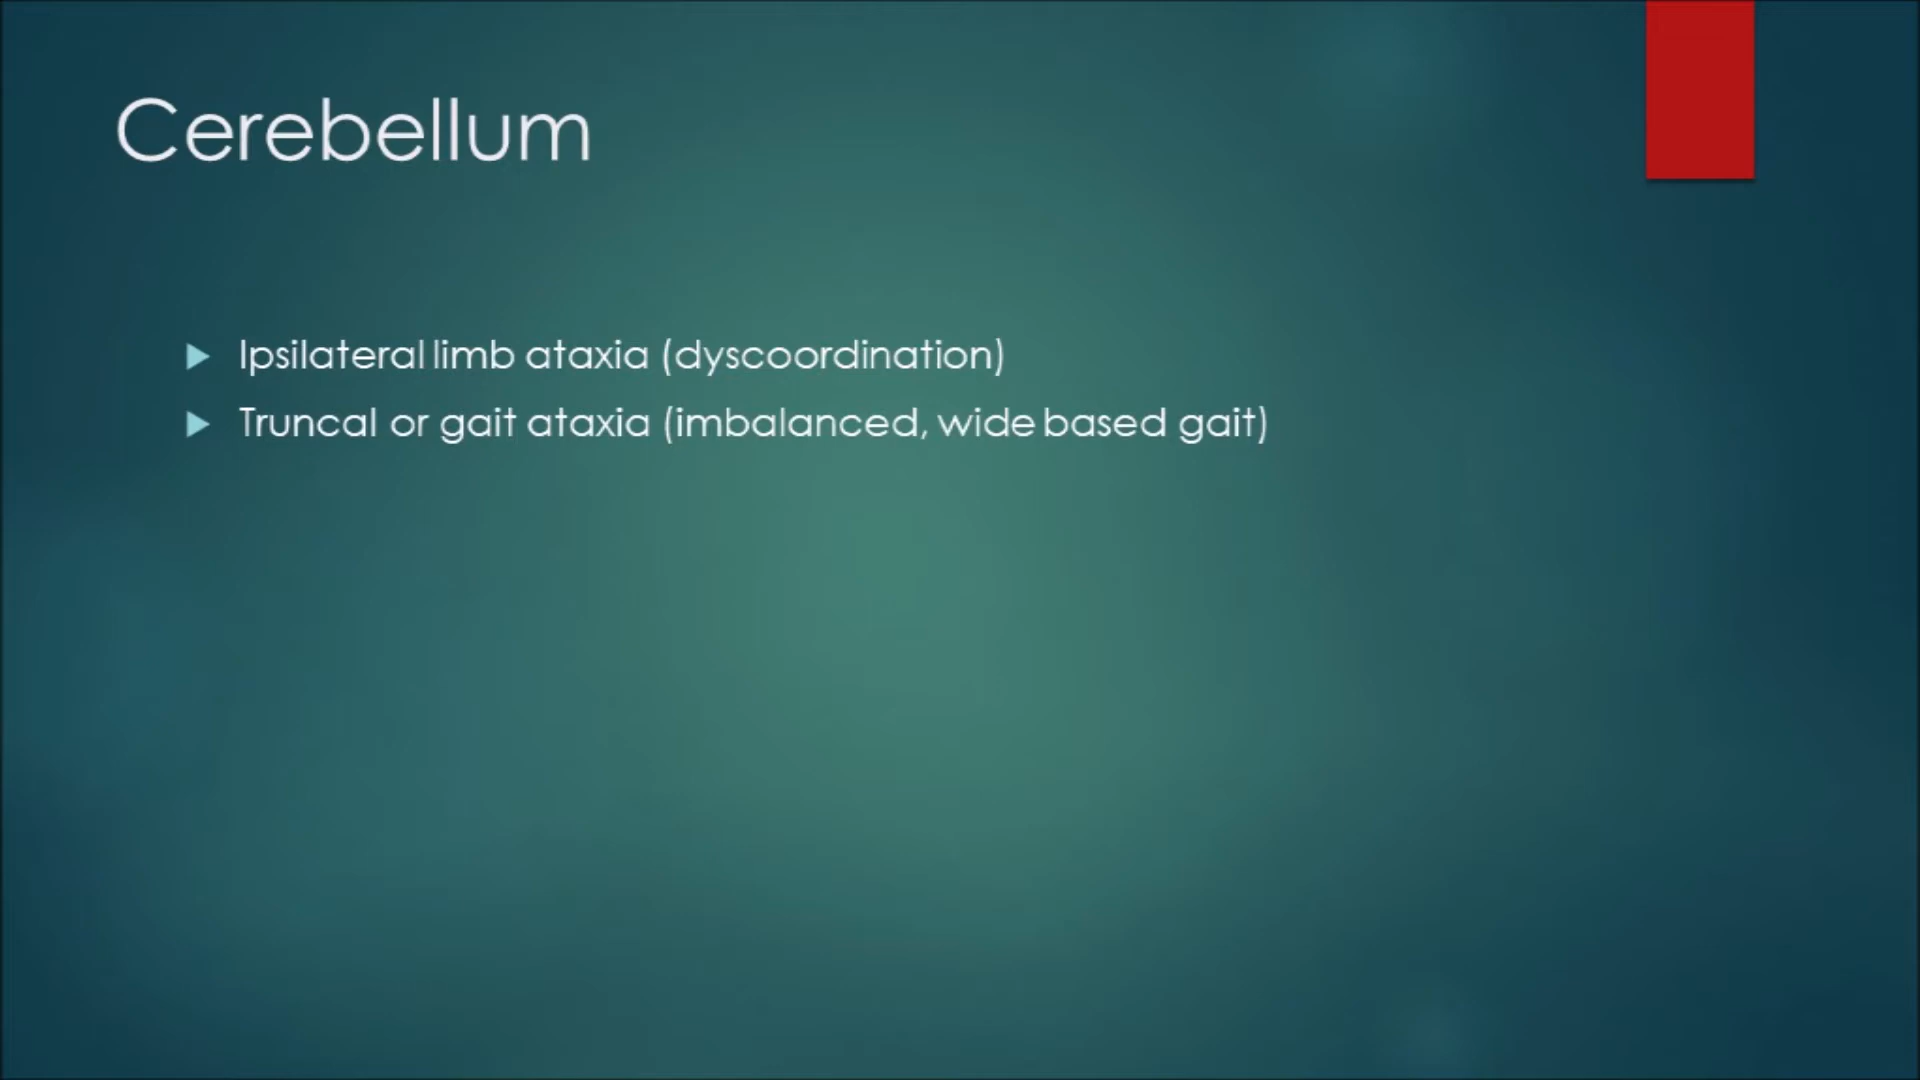 Cerebellum
Ipsilateral limb ataxia (dyscoordination)
Truncal or gait ataxia (imbalanced, wide based gait)